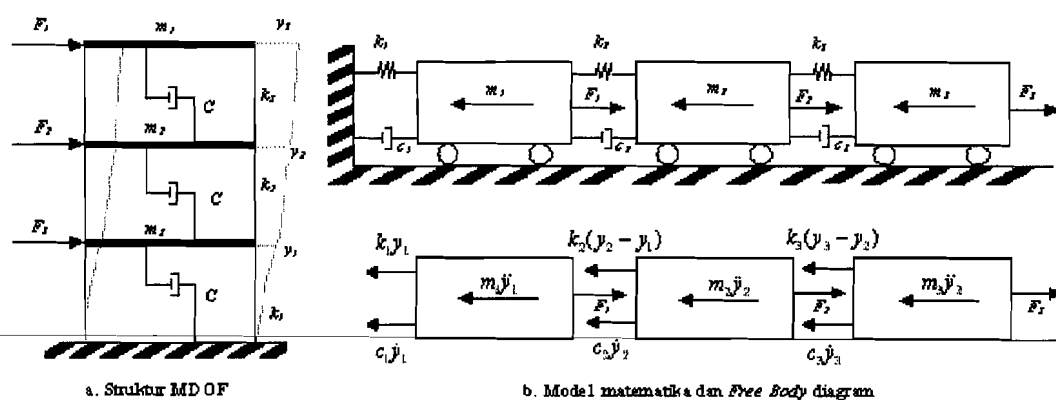 F₁ m₁ y₃
C k₃
F₂ m₂ y₂
C k₂
F₃ m₃ y₁
C k₁
a. Struktur MDOF
k₁ k₂ k₃
m₁ F₁ m₂ F₂ m₃ F₃
c₁ c₂ c₃
k₁y₁ k₂(y₂ − y₁) k₃(y₃ − y₂)
m₁ÿ₁ F₁ m₂ÿ₂ F₂ m₃ÿ₂ F₃
c₁ẏ₁ c₂ẏ₂ c₃ẏ₃
b. Model matematika dan Free Body diagram